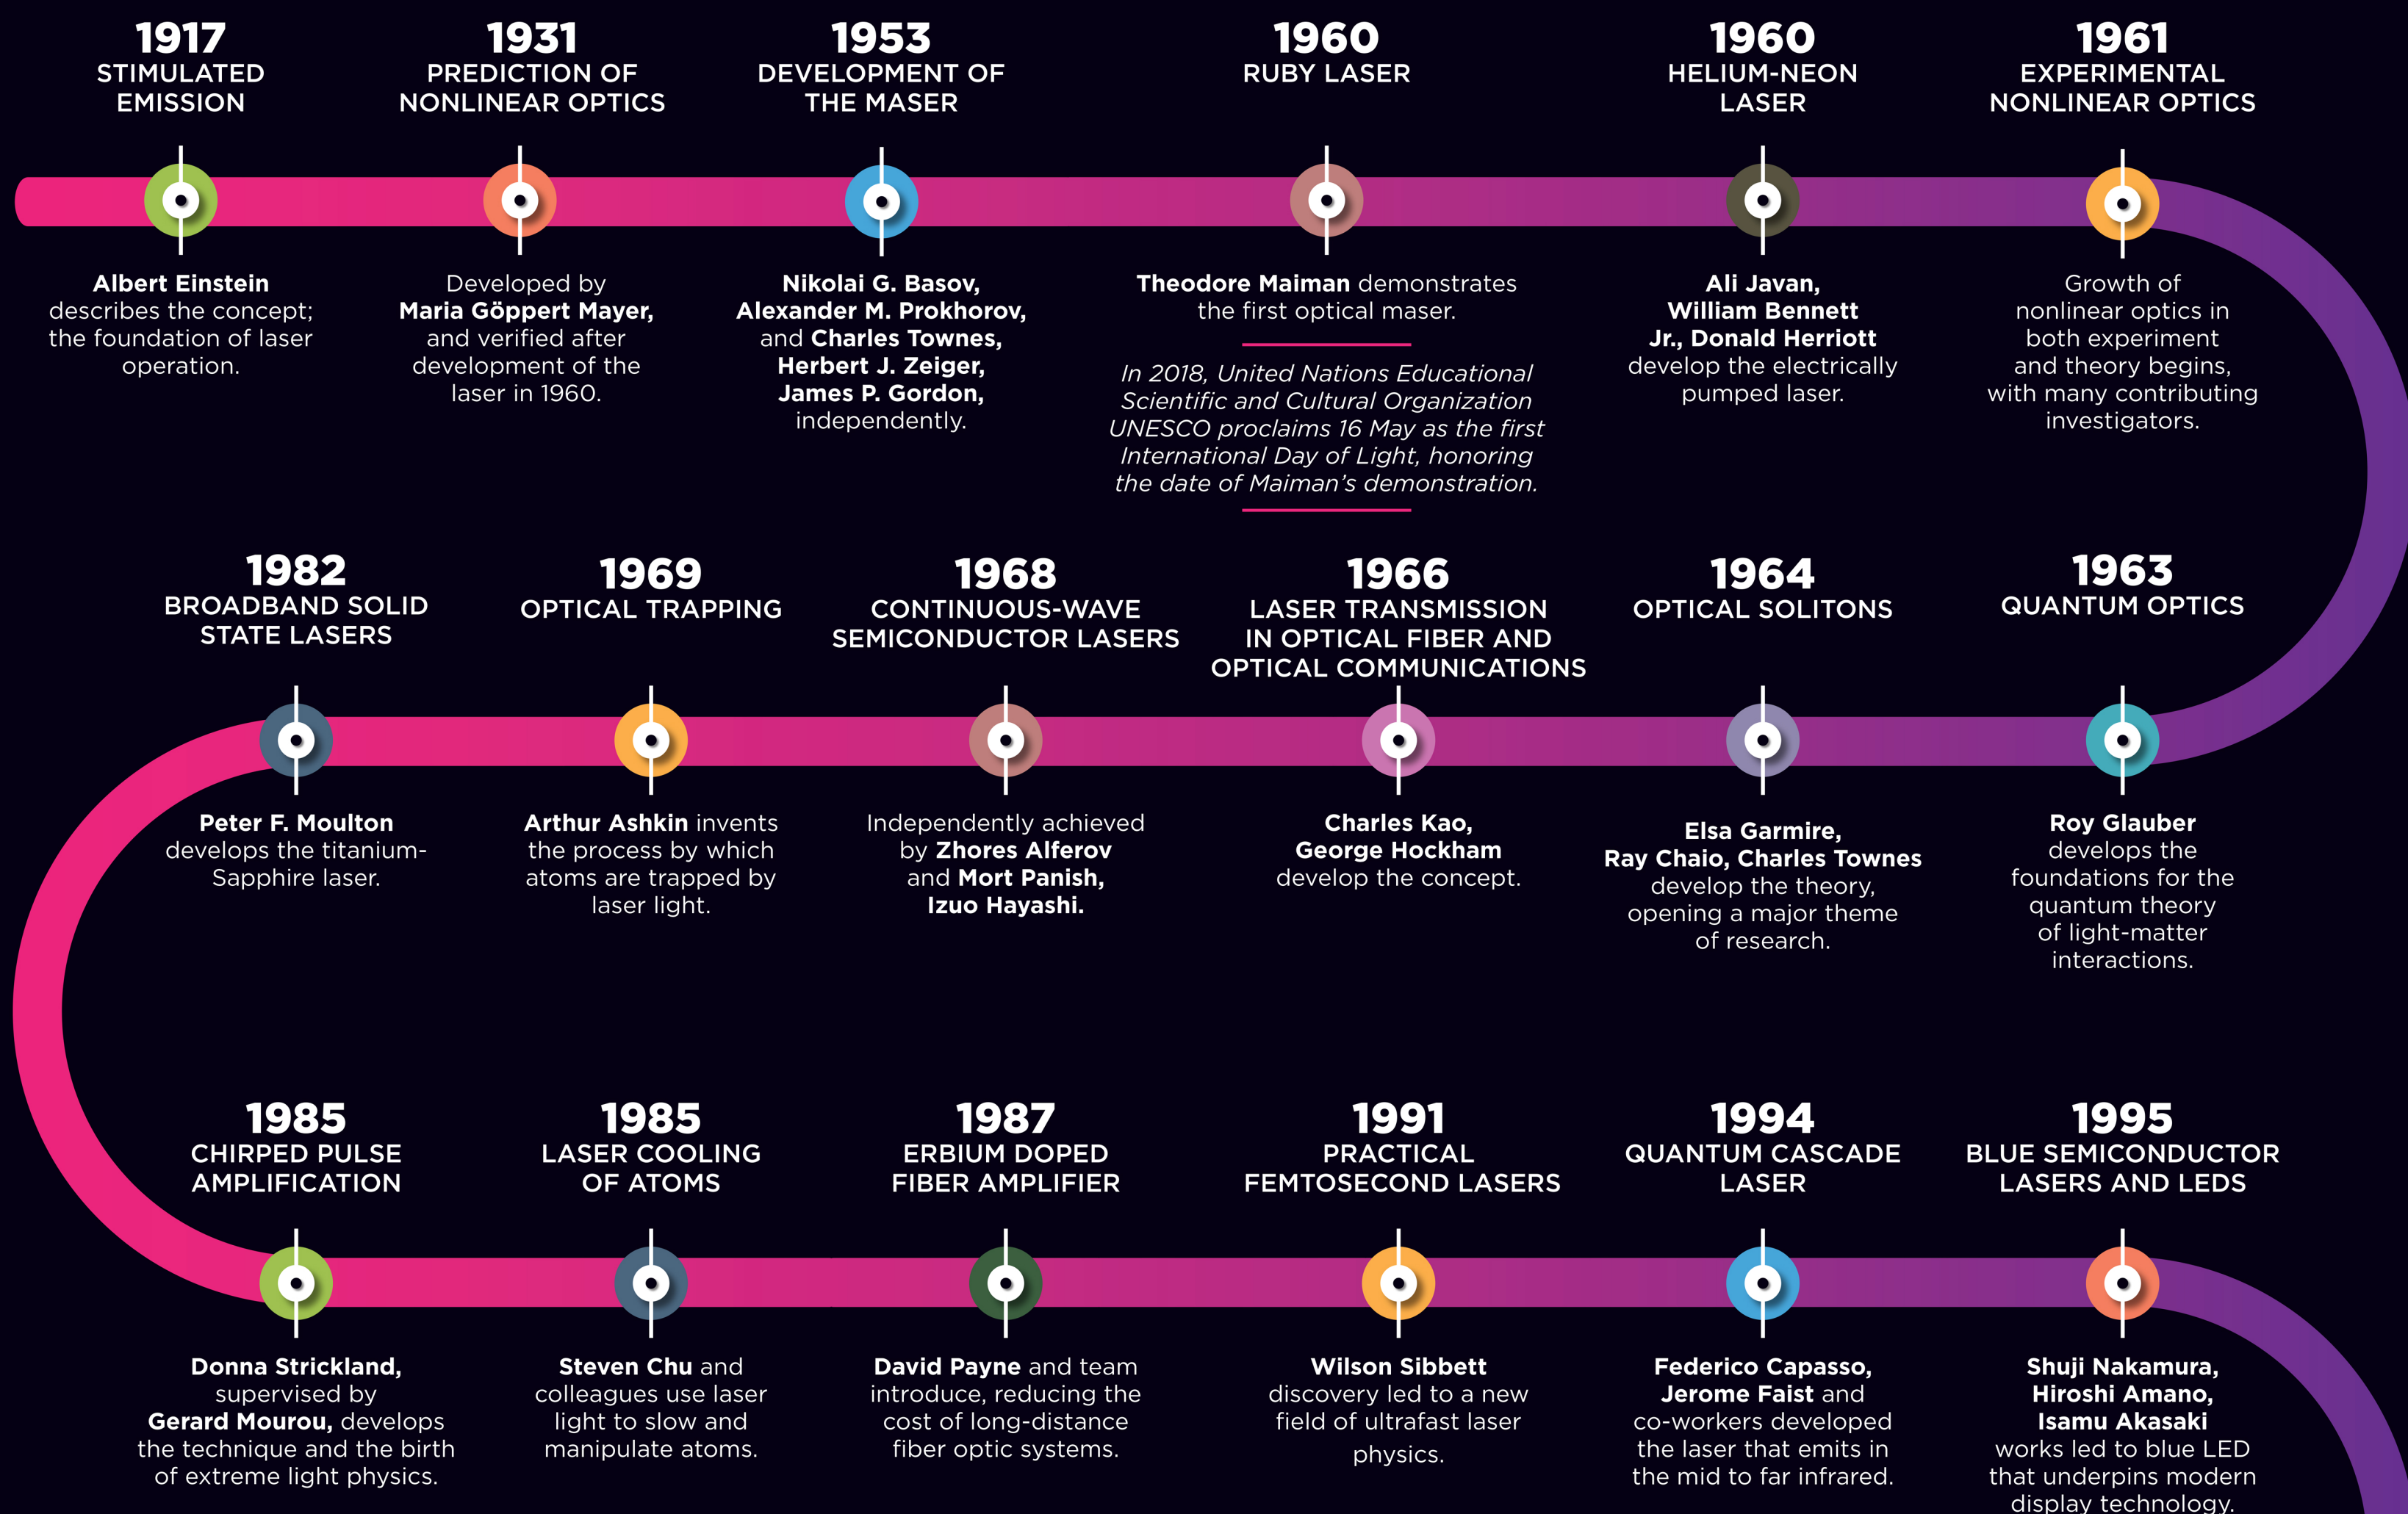 1917
STIMULATED
EMISSION
Albert Einstein
describes the concept;
the foundation of laser
operation.
1931
PREDICTION OF
NONLINEAR OPTICS
Developed by
Maria Göppert Mayer,
and verified after
development of the
laser in 1960.
1953
DEVELOPMENT OF
THE MASER
Nikolai G. Basov,
Alexander M. Prokhorov,
and Charles Townes,
Herbert J. Zeiger,
James P. Gordon,
independently.
1960
RUBY LASER
Theodore Maiman demonstrates
the first optical maser.
In 2018, United Nations Educational
Scientific and Cultural Organization
UNESCO proclaims 16 May as the first
International Day of Light, honoring
the date of Maiman's demonstration.
1960
HELIUM-NEON
LASER
Ali Javan,
William Bennett
Jr., Donald Herriott
develop the electrically
pumped laser.
1961
EXPERIMENTAL
NONLINEAR OPTICS
Growth of
nonlinear optics in
both experiment
and theory begins,
with many contributing
investigators.
1963
QUANTUM OPTICS
Roy Glauber
develops the
foundations for the
quantum theory
of light-matter
interactions.
1964
OPTICAL SOLITONS
Elsa Garmire,
Ray Chaio, Charles Townes
develop the theory,
opening a major theme
of research.
1966
LASER TRANSMISSION
IN OPTICAL FIBER AND
OPTICAL COMMUNICATIONS
Charles Kao,
George Hockham
develop the concept.
1968
CONTINUOUS-WAVE
SEMICONDUCTOR LASERS
Independently achieved
by Zhores Alferov
and Mort Panish,
Izuo Hayashi.
1969
OPTICAL TRAPPING
Arthur Ashkin invents
the process by which
atoms are trapped by
laser light.
1982
BROADBAND SOLID
STATE LASERS
Peter F. Moulton
develops the titanium-
Sapphire laser.
1985
CHIRPED PULSE
AMPLIFICATION
Donna Strickland,
supervised by
Gerard Mourou, develops
the technique and the birth
of extreme light physics.
1985
LASER COOLING
OF ATOMS
Steven Chu and
colleagues use laser
light to slow and
manipulate atoms.
1987
ERBIUM DOPED
FIBER AMPLIFIER
David Payne and team
introduce, reducing the
cost of long-distance
fiber optic systems.
1991
PRACTICAL
FEMTOSECOND LASERS
Wilson Sibbett
discovery led to a new
field of ultrafast laser
physics.
1994
QUANTUM CASCADE
LASER
Federico Capasso,
Jerome Faist and
co-workers developed
the laser that emits in
the mid to far infrared.
1995
BLUE SEMICONDUCTOR
LASERS AND LEDS
Shuji Nakamura,
Hiroshi Amano,
Isamu Akasaki
works led to blue LED
that underpins modern
display technology.